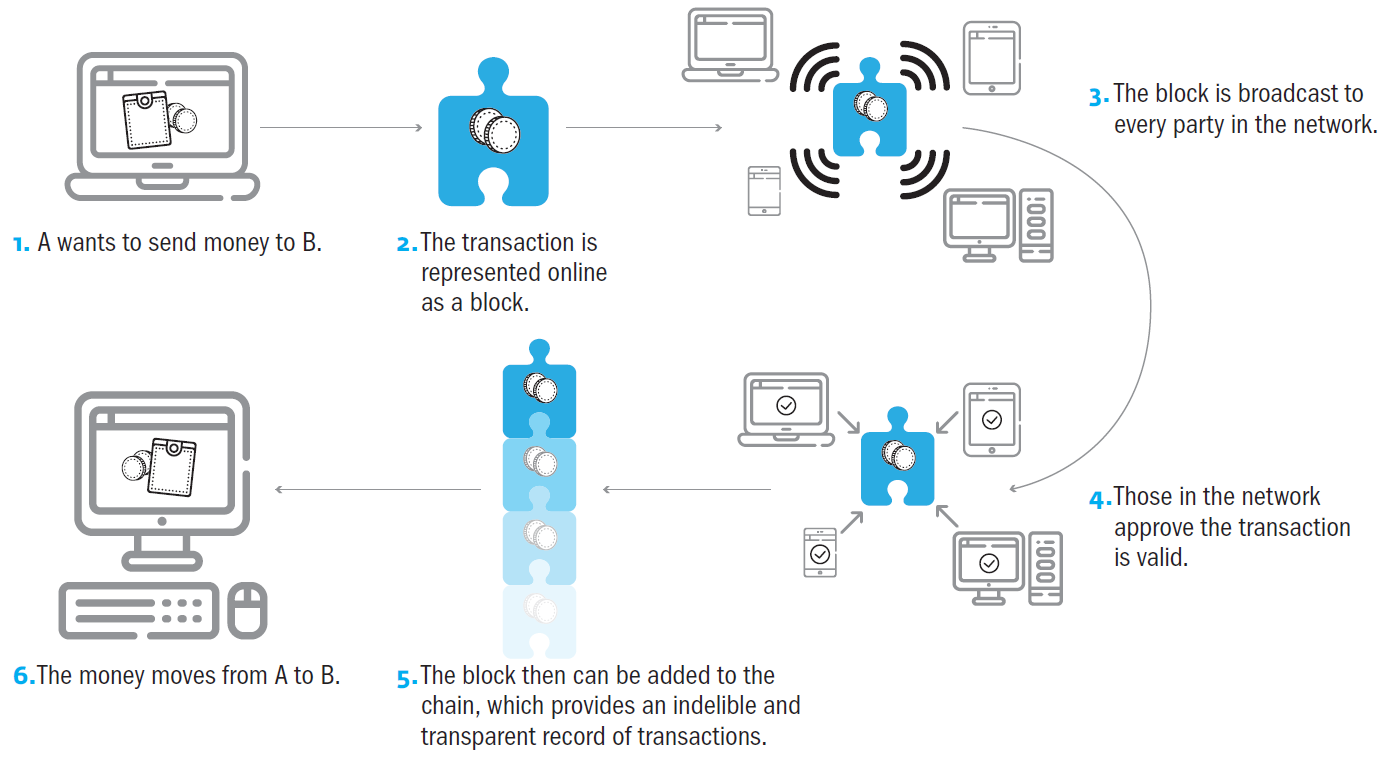 1. A wants to send money to B.
2. The transaction is
represented online
as a block.
3. The block is broadcast to
every party in the network.
4. Those in the network
approve the transaction
is valid.
5. The block then can be added to the
chain, which provides an indelible and
transparent record of transactions.
6. The money moves from A to B.